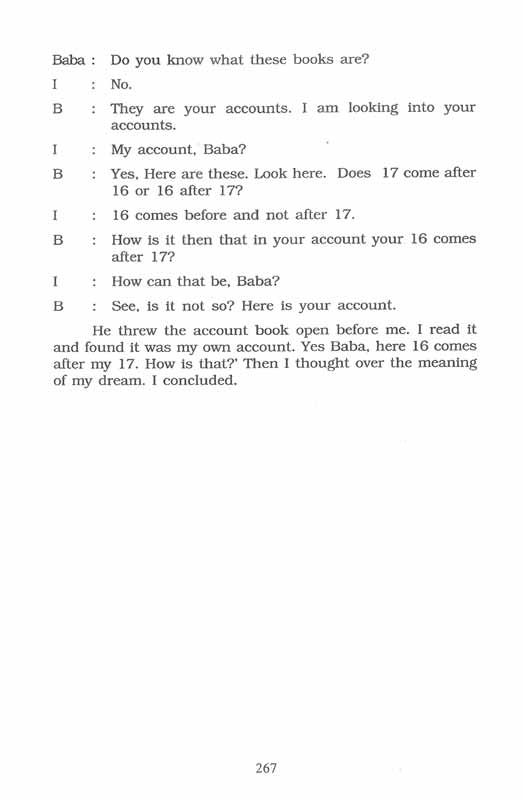 Baba : Do you know what these books are?
I : No.
B : They are your accounts. I am looking into your
accounts.
I : My account, Baba?
B : Yes, Here are these. Look here. Does 17 come after
16 or 16 after 17?
I : 16 comes before and not after 17.
B : How is it then that in your account your 16 comes
after 17?
I : How can that be, Baba?
B : See, is it not so? Here is your account.
He threw the account book open before me. I read it
and found it was my own account. Yes Baba, here 16 comes
after my 17. How is that?' Then I thought over the meaning
of my dream. I concluded.
267